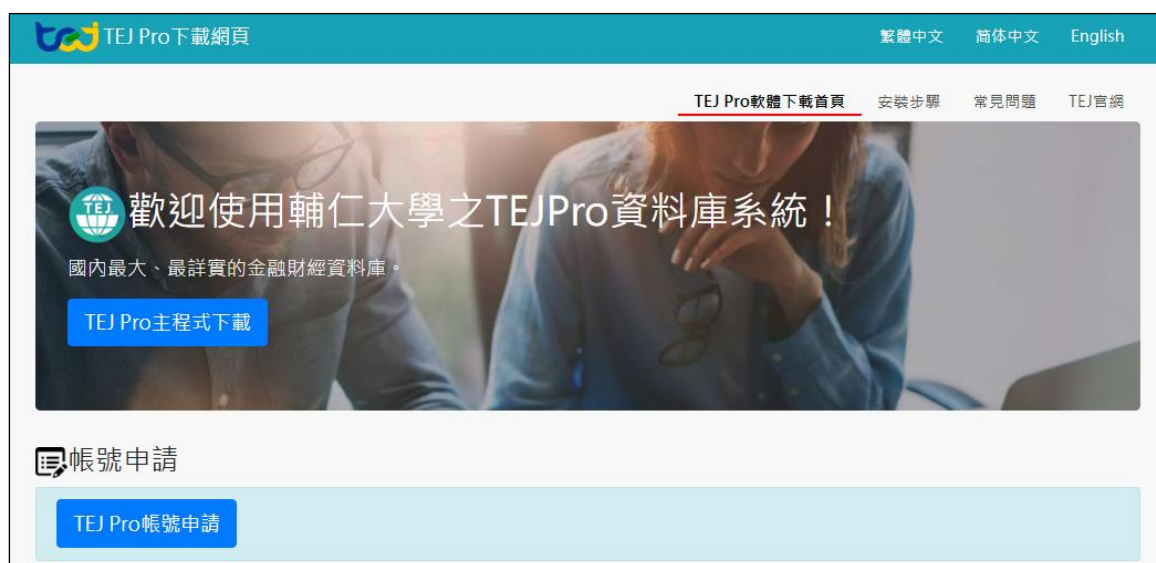 tej TEJ Pro下載網頁 繁體中文 简体中文 English
TEJ Pro軟體下載首頁 安裝步驟 常見問題 TEJ官網
TEJ 歡迎使用輔仁大學之TEJPro資料庫系統！
國內最大、最詳實的金融財經資料庫。
TEJ Pro主程式下載
帳號申請
TEJ Pro帳號申請